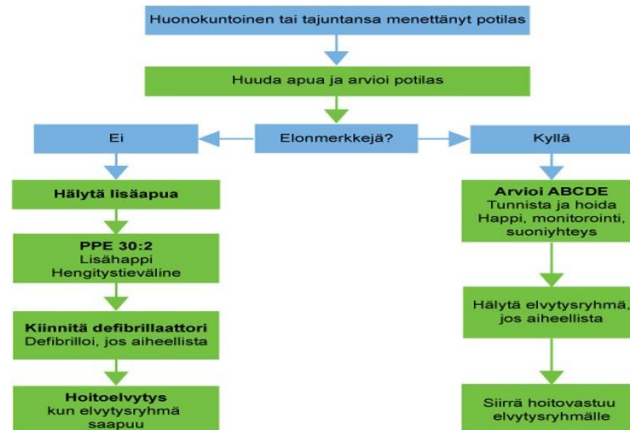 Huonokuntoinen tai tajuntansa menettänyt potilas
Huuda apua ja arvioi potilas
Ei
Elonmerkkejä?
Kyllä
Hälytä lisäapua
PPE 30:2
Lisähappi
Hengitystieväline
Kiinnitä defibrillaattori
Defibrilloi, jos aiheellista
Hoitoelvytys
kun elvytysryhmä
saapuu
Arvioi ABCDE
Tunnista ja hoida
Happi, monitorointi,
suoniyhteys
Hälytä elvytysryhmä,
jos aiheellista
Siirrä hoitovastuu
elvytysryhmälle